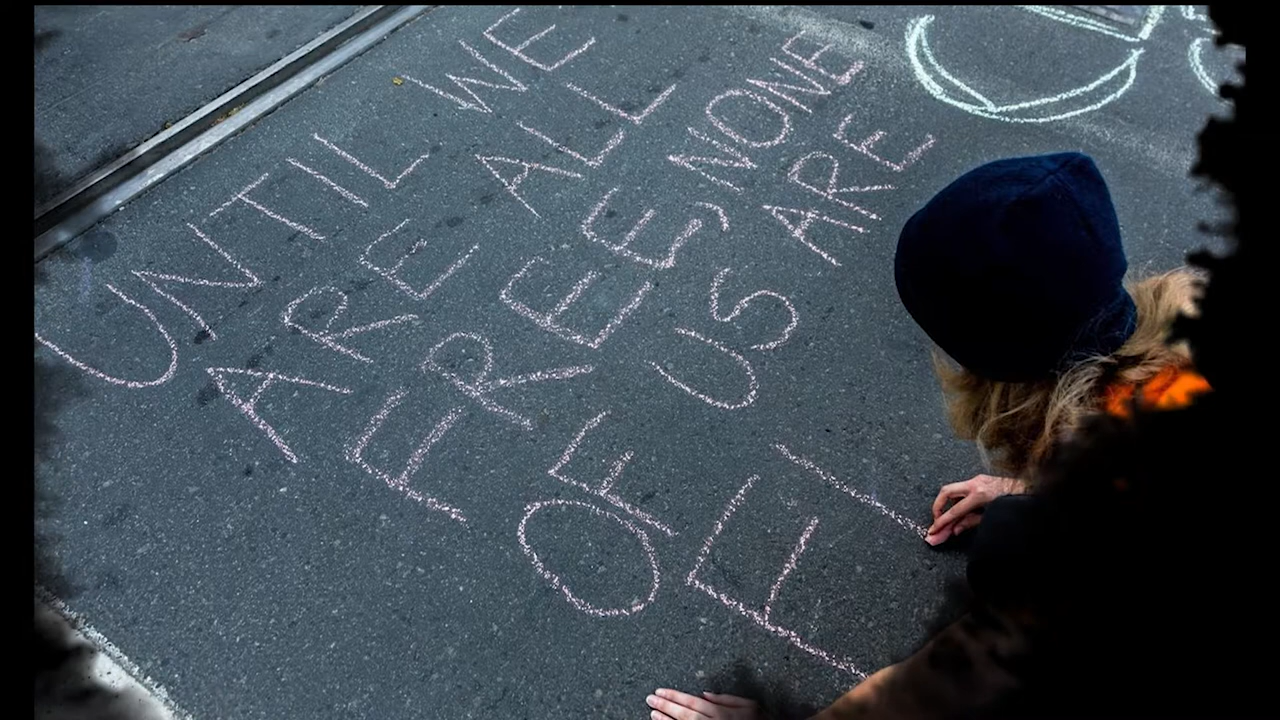 UNTIL WE
ARE ALL
FREE, NONE
OF US ARE
F I